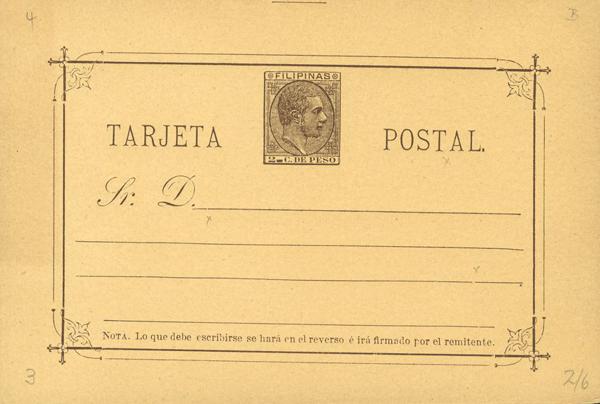 4 B
FILIPINAS
2 C. DE PESO
TARJETA POSTAL.
Sr. D.
NOTA. Lo que debe escribirse se hará en el reverso é irá firmado por el remitente.
3 2/6